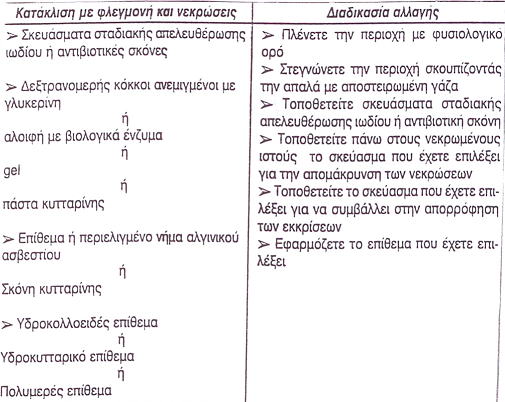 Κατάκλιση με φλεγμονή και νεκρώσεις
➢ Σκευάσματα σταδιακής απελευθέρωσης
ιωδίου ή αντιβιοτικές σκόνες
➢ Δεξτρανομερής κόκκοι ανεμιγμένοι με
γλυκερίνη
ή
αλοιφή με βιολογικά ένζυμα
ή
gel
ή
πάστα κυτταρίνης
➢ Επίθεμα ή περιελιγμένο νήμα αλγινικού
ασβεστίου
ή
Σκόνη κυτταρίνης
➢ Υδροκολλοειδές επίθεμα
ή
Υδροκυτταρικό επίθεμα
ή
Πολυμερές επίθεμα
Διαδικασία αλλαγής
➢ Πλένετε την περιοχή με φυσιολογικό
ορό
➢ Στεγνώνετε την περιοχή σκουπίζοντάς
την απαλά με αποστειρωμένη γάζα
➢ Τοποθετείτε σκευάσματα σταδιακής
απελευθέρωσης ιωδίου ή αντιβιοτική σκόνη
➢ Τοποθετείτε πάνω στους νεκρωμένους
ιστούς το σκεύασμα που έχετε επιλέξει
για την απομάκρυνση των νεκρώσεων
➢ Τοποθετείτε το σκεύασμα που έχετε επι-
λέξει για να συμβάλλει στην απορρόφηση
των εκκρίσεων
➢ Εφαρμόζετε το επίθεμα που έχετε επι-
λέξει